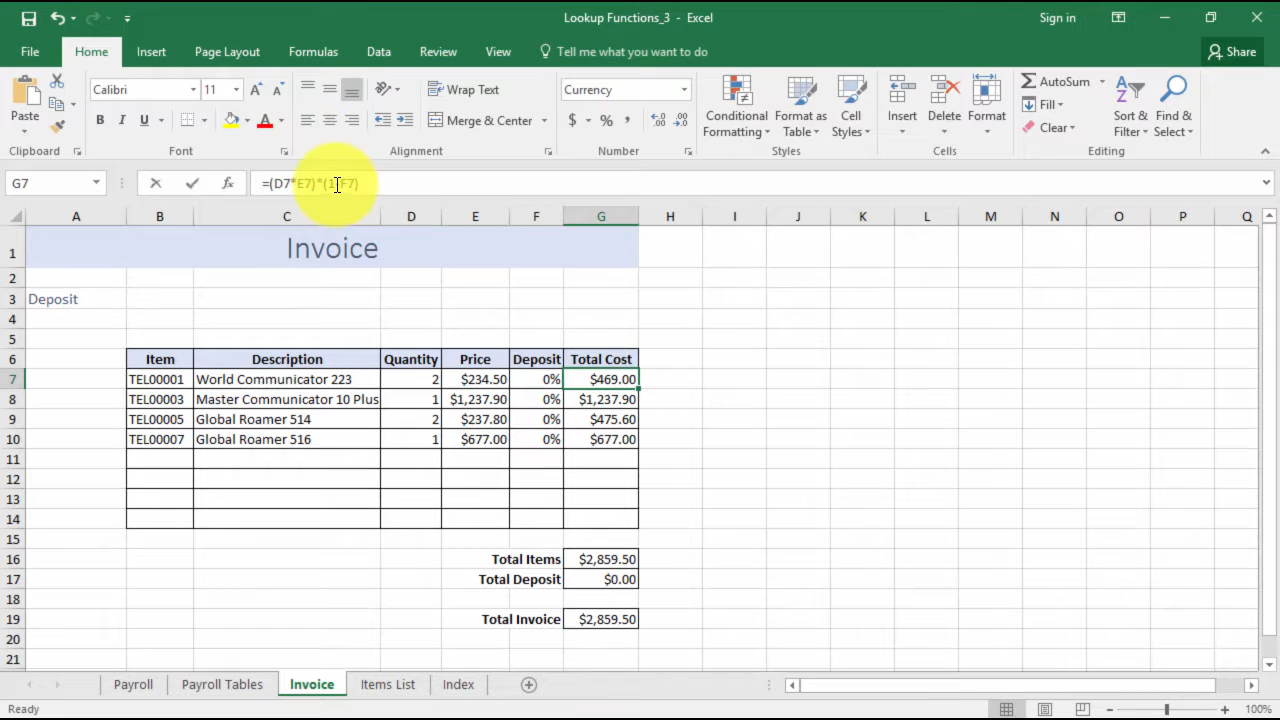 Lookup Functions_3 - Excel
Sign in
File Home Insert Page Layout Formulas Data Review View Tell me what you want to do Share
Paste
Clipboard
Calibri 11
B I U A
Font
Wrap Text
Merge & Center
Alignment
Currency
$ % ,
Number
Conditional Formatting
Format as Table
Cell Styles
Styles
Insert Delete Format
Cells
AutoSum
Fill
Clear
Sort & Filter
Find & Select
Editing
G7 fx =(D7*E7)*(1-F7)
A B C D E F G H I J K L M N O P Q
1 Invoice
2
3 Deposit
4
5
6 Item Description Quantity Price Deposit Total Cost
7 TEL00001 World Communicator 223 2 $234.50 0% $469.00
8 TEL00003 Master Communicator 10 Plus 1 $1,237.90 0% $1,237.90
9 TEL00005 Global Roamer 514 2 $237.80 0% $475.60
10 TEL00007 Global Roamer 516 1 $677.00 0% $677.00
11
12
13
14
15
16 Total Items $2,859.50
17 Total Deposit $0.00
18
19 Total Invoice $2,859.50
20
21
Payroll Payroll Tables Invoice Items List Index
Ready
100%